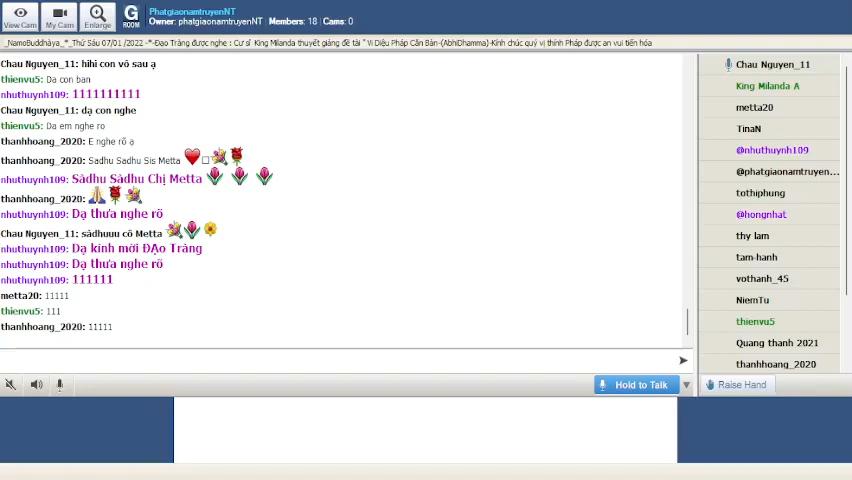 View Cam
My Cam
Enlarge
G
ROOM
PhatgiaonamtruyenNT
Owner: phatgiaonamtruyenNT Members: 18 Cams: 0
_NamoBuddhàya_*_Thứ Sáu 07/01 /2022 -*-Đạo Tràng được nghe : Cư sĩ King Milanda thuyết giảng đề tài " Vi Diệu Pháp Căn Bản-(AbhiDhamma)-Kính chúc quý vị thính Pháp được an vui tiến hóa
Chau Nguyen_11: hihi con vô sau ạ
thienvu5: Da con ban
nhuthuynh109: 1111111111
Chau Nguyen_11: dạ con nghe
thienvu5: Da em nghe ro
thanhhoang_2020: E nghe rõ ạ
thanhhoang_2020: Sadhu Sadhu Sis Metta
nhuthuynh109: Sàdhu Sàdhu Chị Metta
thanhhoang_2020:
nhuthuynh109: Dạ thưa nghe rõ
Chau Nguyen_11: sàdhuuu cô Metta
nhuthuynh109: Dạ kính mời ĐẠo Tràng
nhuthuynh109: Dạ thưa nghe rõ
nhuthuynh109: 111111
metta20: 11111
thienvu5: 111
thanhhoang_2020: 11111
Hold to Talk
Chau Nguyen_11
King Milanda A
metta20
TinaN
@nhuthuynh109
@phatgiaonamtruyen...
tothiphung
@hongnhat
thy lam
tam-hanh
vothanh_45
NiemTu
thienvu5
Quang thanh 2021
thanhhoang_2020
Raise Hand